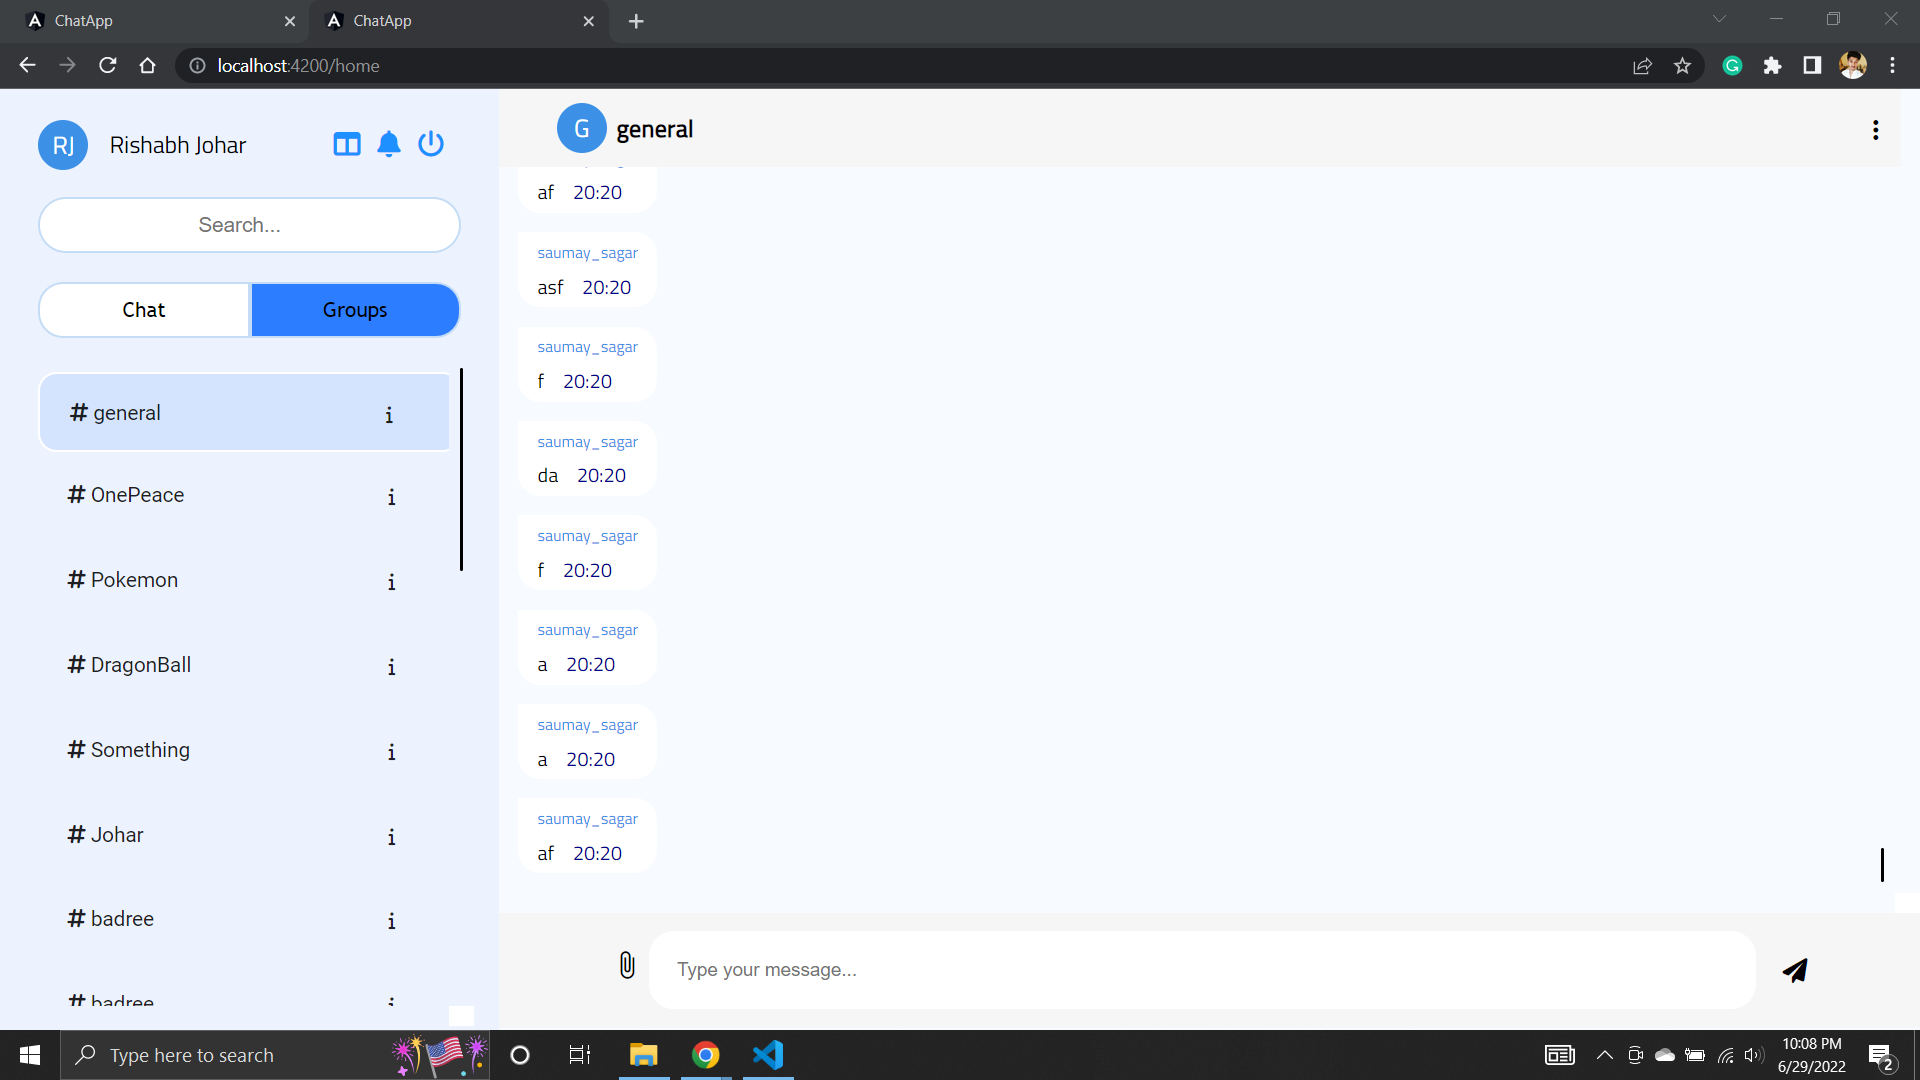 ChatApp
ChatApp
localhost:4200/home
RJ
Rishabh Johar
Search...
Chat
Groups
# general
i
# OnePeace
i
# Pokemon
i
# DragonBall
i
# Something
i
# Johar
i
# badree
i
# badree
i
G
general
af 20:20
saumay_sagar
asf 20:20
saumay_sagar
f 20:20
saumay_sagar
da 20:20
saumay_sagar
f 20:20
saumay_sagar
a 20:20
saumay_sagar
a 20:20
saumay_sagar
af 20:20
Type your message...
Type here to search
10:08 PM
6/29/2022
2